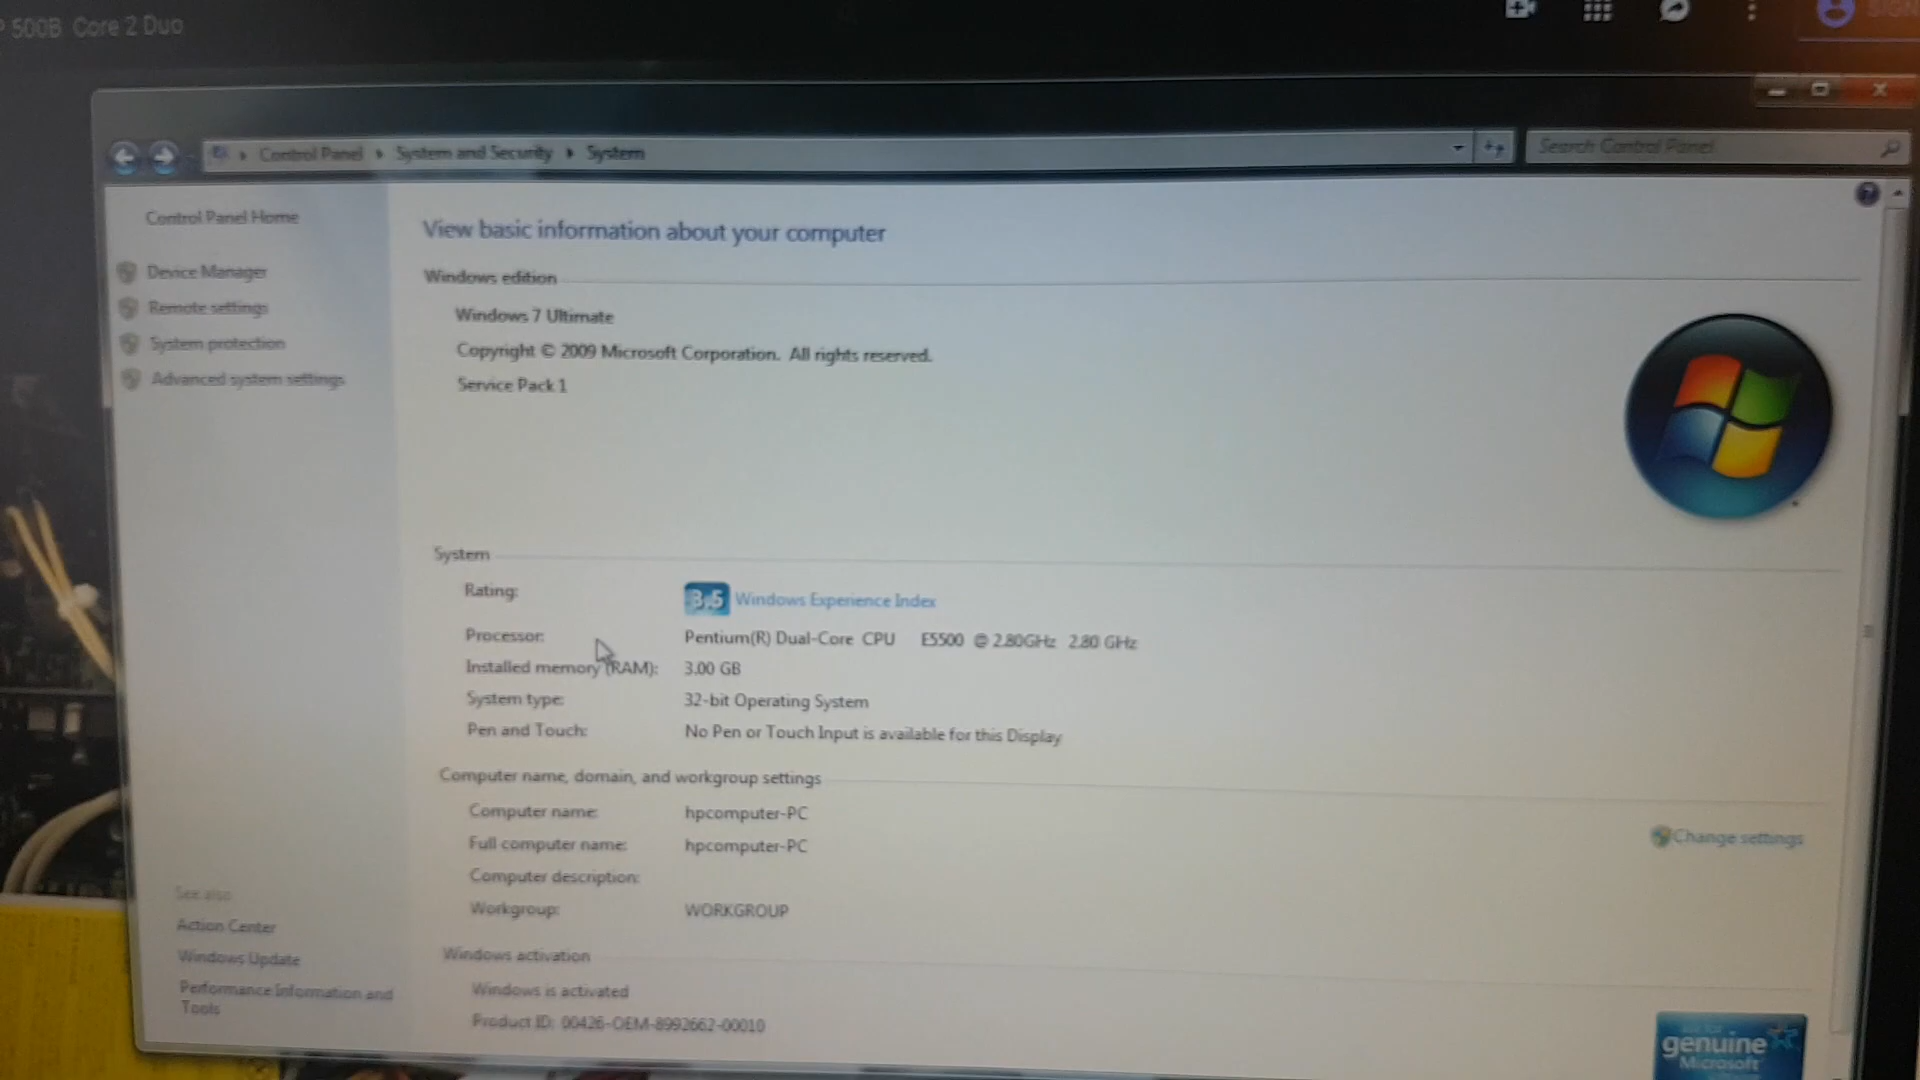 P 500B Core 2 Duo
Control Panel System and Security System
Search Control Panel
Control Panel Home
Device Manager
Remote settings
System protection
Advanced system settings
View basic information about your computer
Windows edition
Windows 7 Ultimate
Copyright © 2009 Microsoft Corporation. All rights reserved.
Service Pack 1
System
Rating: 3.5 Windows Experience Index
Processor: Pentium(R) Dual-Core CPU E5500 @ 2.80GHz 2.80 GHz
Installed memory (RAM): 3.00 GB
System type: 32-bit Operating System
Pen and Touch: No Pen or Touch Input is available for this Display
Computer name, domain, and workgroup settings
Computer name: hpcomputer-PC
Change settings
Full computer name: hpcomputer-PC
Computer description:
Workgroup: WORKGROUP
See also
Action Center
Windows Update
Performance Information and
Tools
Windows activation
Windows is activated
Product ID: 00426-OEM-8992662-00010
ask for
genuine
Microsoft